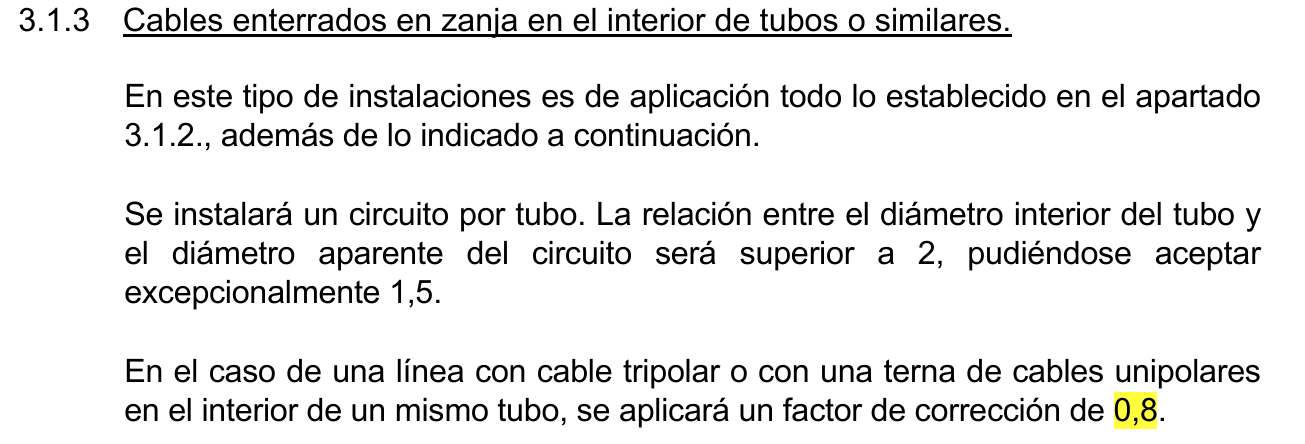 3.1.3 Cables enterrados en zanja en el interior de tubos o similares.
En este tipo de instalaciones es de aplicación todo lo establecido en el apartado
3.1.2., además de lo indicado a continuación.
Se instalará un circuito por tubo. La relación entre el diámetro interior del tubo y
el diámetro aparente del circuito será superior a 2, pudiéndose aceptar
excepcionalmente 1,5.
En el caso de una línea con cable tripolar o con una terna de cables unipolares
en el interior de un mismo tubo, se aplicará un factor de corrección de 0,8.